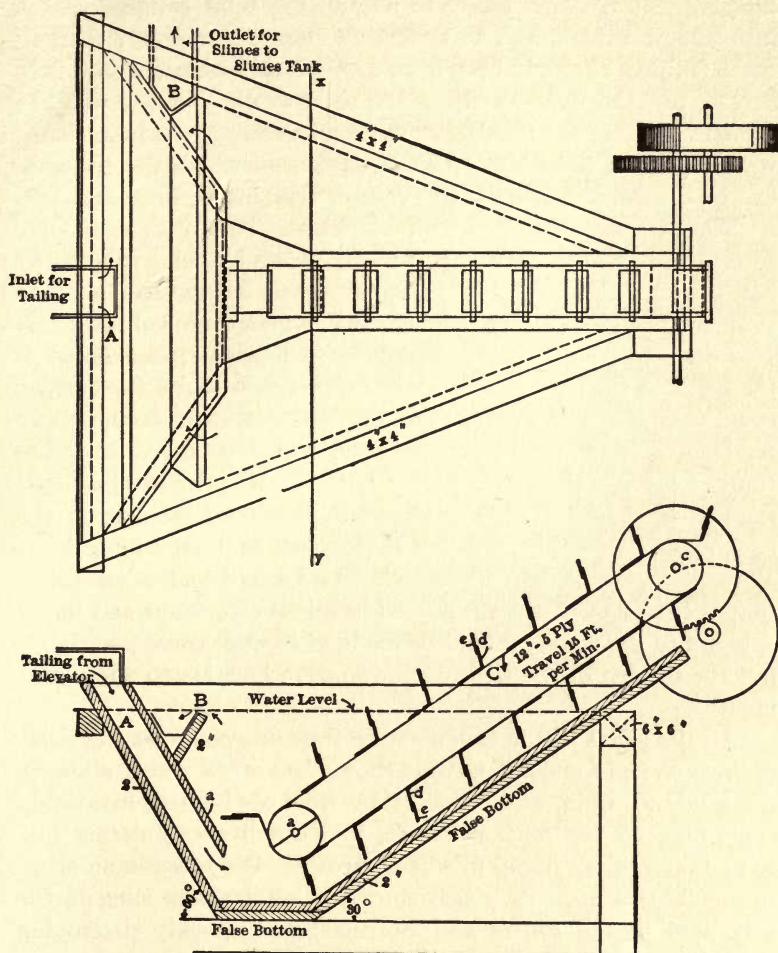 Outlet for
Slimes to
Slimes Tank
B
x
4"x 4"
Inlet for
Tailing
A
4"x 4"
y
c
e d
C 12"-5 Ply
Travel 15 Ft.
per Min.
Tailing from
Elevator
A
B
Water Level
6"x 6"
2"
2
a
a
d
e
False Bottom
2"
60°
30°
False Bottom